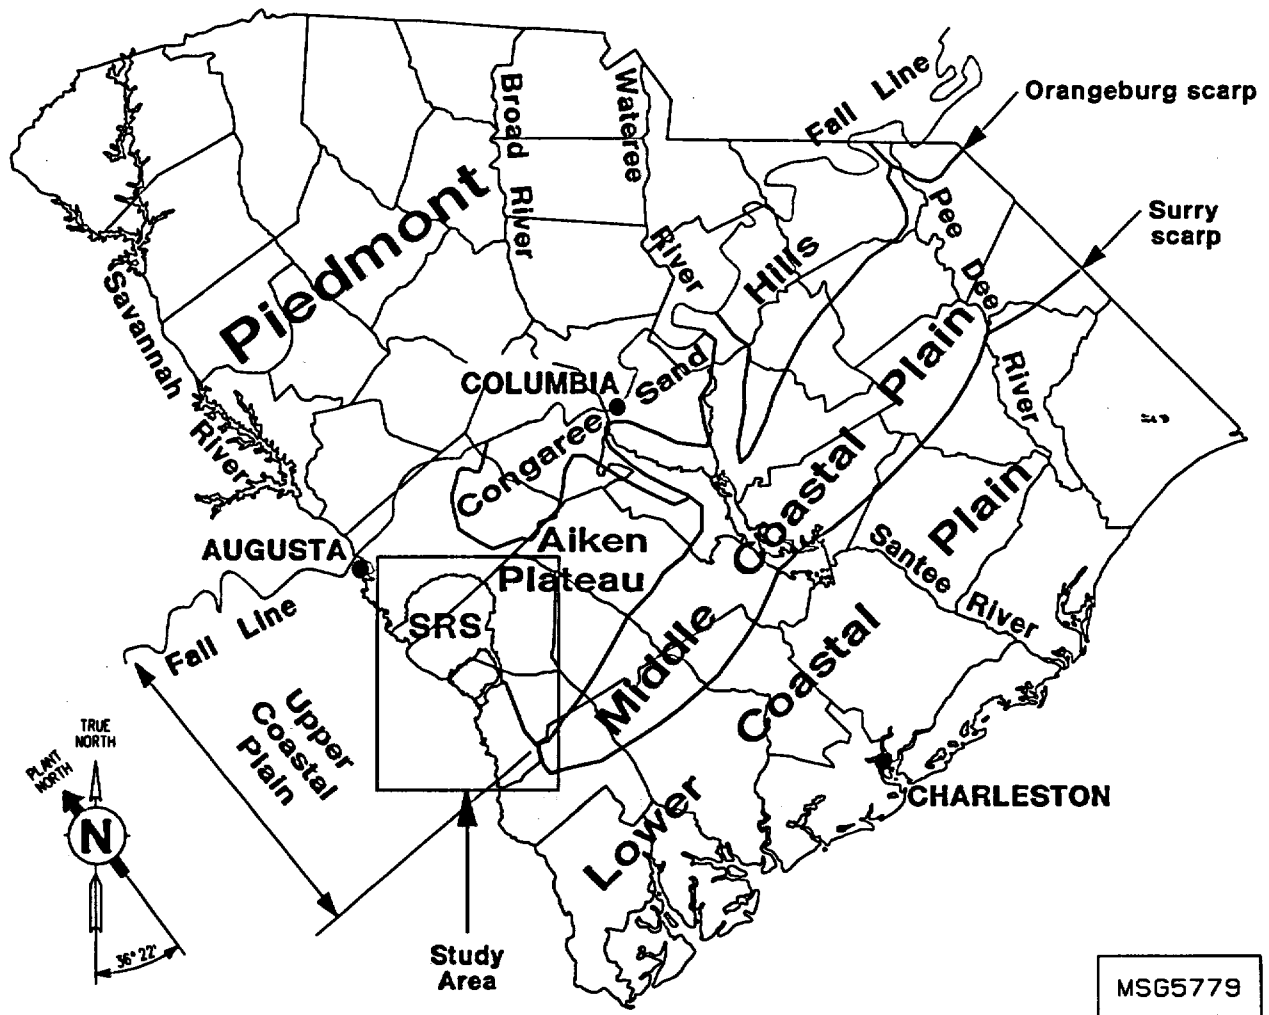 Fall Line
Orangeburg scarp
Broad River
Wateree River
Pee Dee River
Surry
scarp
Piedmont
Savannah River
Sand Hills
COLUMBIA
Congaree
Middle Coastal Plain
Lower Coastal Plain
Santee River
Aiken
Plateau
AUGUSTA
SRS
Fall Line
Upper
Coastal
Plain
CHARLESTON
TRUE
NORTH
PLANT
NORTH
N
36° 22'
Study
Area
MSG5779